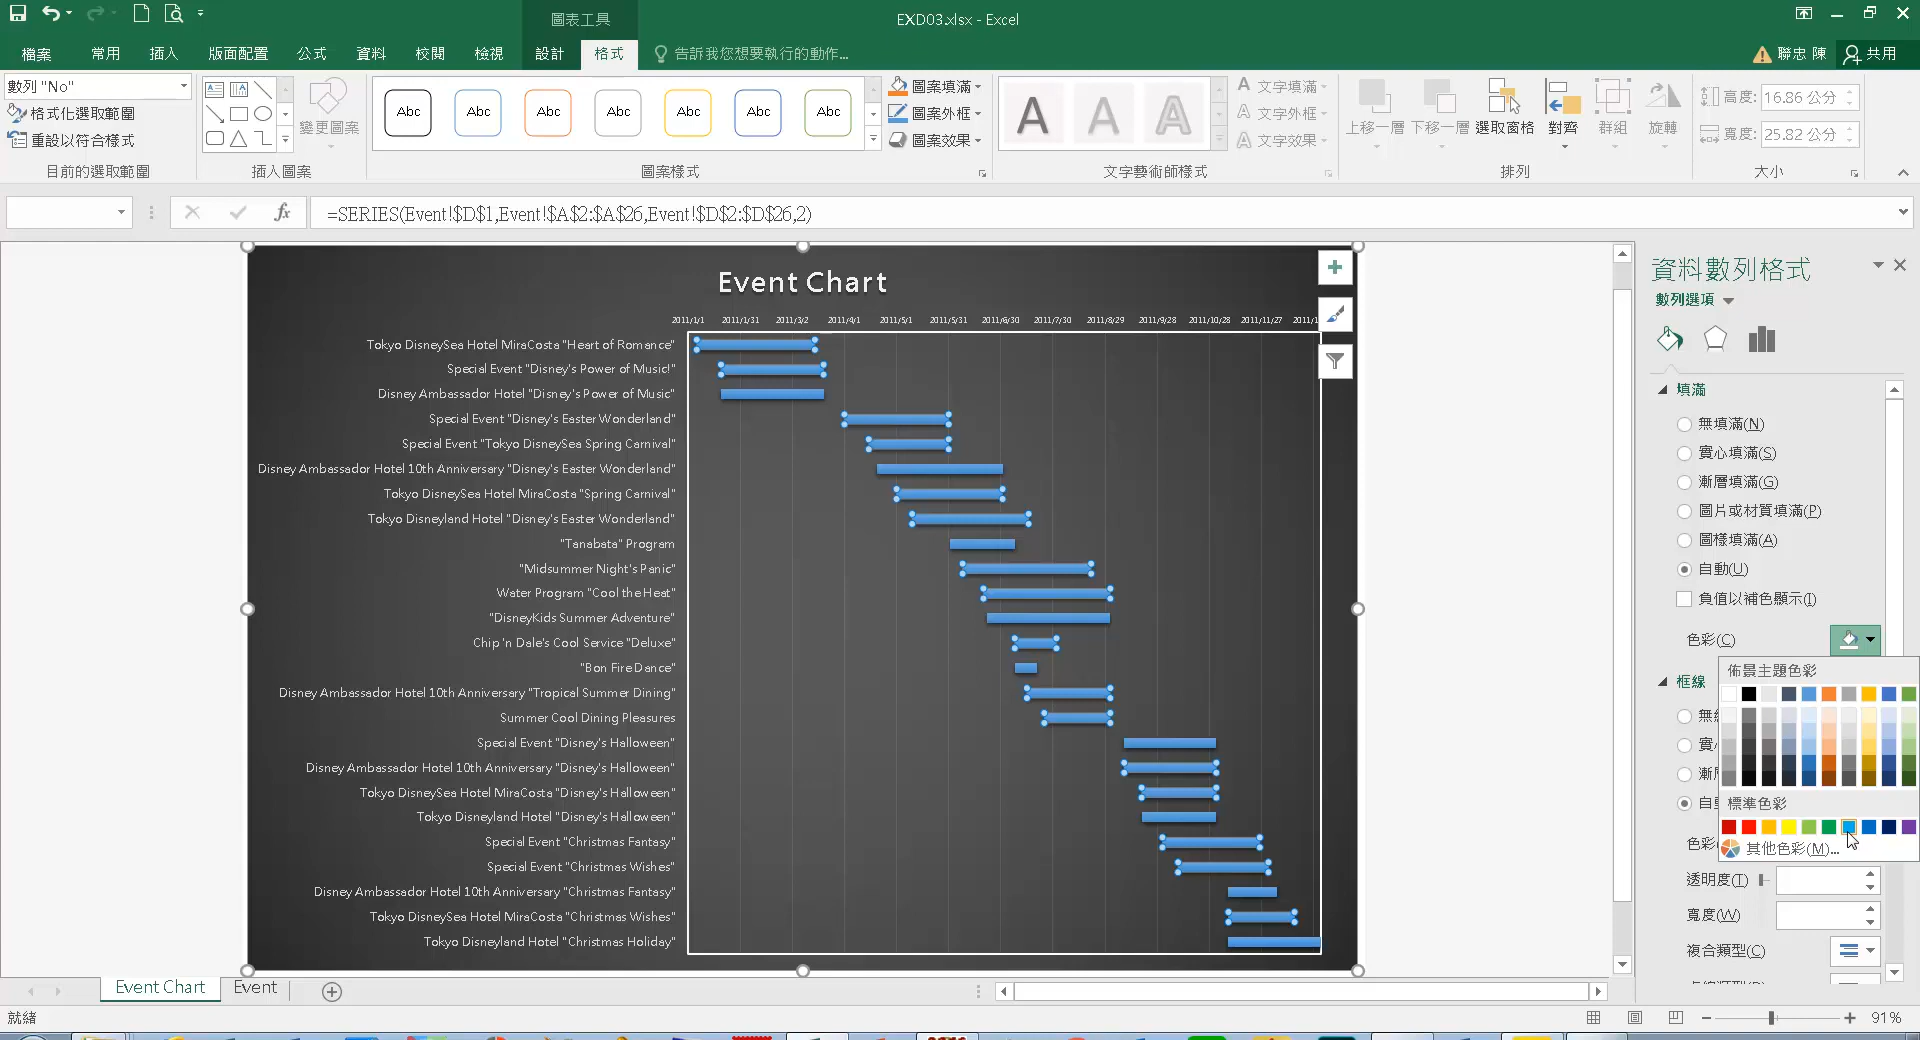 圖表工具
EXD03.xlsx - Excel
檔案 常用 插入 版面配置 公式 資料 校閱 檢視 設計 格式 告訴我您想要執行的動作... 聯忠 陳 共用
數列 "No"
格式化選取範圍
重設以符合樣式
目前的選取範圍
變更圖案
插入圖案
Abc Abc Abc Abc Abc Abc Abc
圖案填滿
圖案外框
圖案效果
圖案樣式
A A A
文字填滿
文字外框
文字效果
文字藝術師樣式
上移一層 下移一層 選取窗格 對齊 群組 旋轉
排列
高度: 16.86 公分
寬度: 25.82 公分
大小
fx =SERIES(Event!$D$1,Event!$A$2:$A$26,Event!$D$2:$D$26,2)
Event Chart
2011/1/1 2011/1/31 2011/3/2 2011/4/1 2011/5/1 2011/5/31 2011/6/30 2011/7/30 2011/8/29 2011/9/28 2011/10/28 2011/11/27 2011/1
Tokyo DisneySea Hotel MiraCosta "Heart of Romance"
Special Event "Disney's Power of Music!"
Disney Ambassador Hotel "Disney's Power of Music"
Special Event "Disney's Easter Wonderland"
Special Event "Tokyo DisneySea Spring Carnival"
Disney Ambassador Hotel 10th Anniversary "Disney's Easter Wonderland"
Tokyo DisneySea Hotel MiraCosta "Spring Carnival"
Tokyo Disneyland Hotel "Disney's Easter Wonderland"
"Tanabata" Program
"Midsummer Night's Panic"
Water Program "Cool the Heat"
"DisneyKids Summer Adventure"
Chip 'n Dale's Cool Service "Deluxe"
"Bon Fire Dance"
Disney Ambassador Hotel 10th Anniversary "Tropical Summer Dining"
Summer Cool Dining Pleasures
Special Event "Disney's Halloween"
Disney Ambassador Hotel 10th Anniversary "Disney's Halloween"
Tokyo DisneySea Hotel MiraCosta "Disney's Halloween"
Tokyo Disneyland Hotel "Disney's Halloween"
Special Event "Christmas Fantasy"
Special Event "Christmas Wishes"
Disney Ambassador Hotel 10th Anniversary "Christmas Fantasy"
Tokyo DisneySea Hotel MiraCosta "Christmas Wishes"
Tokyo Disneyland Hotel "Christmas Holiday"
資料數列格式
數列選項
填滿
無填滿(N)
實心填滿(S)
漸層填滿(G)
圖片或材質填滿(P)
圖樣填滿(A)
自動(U)
負值以補色顯示(I)
色彩(C)
佈景主題色彩
框線
無
實
漸
自
標準色彩
色彩
其他色彩(M)...
透明度(T)
寬度(W)
複合類型(C)
Event Chart Event
就緒
91%